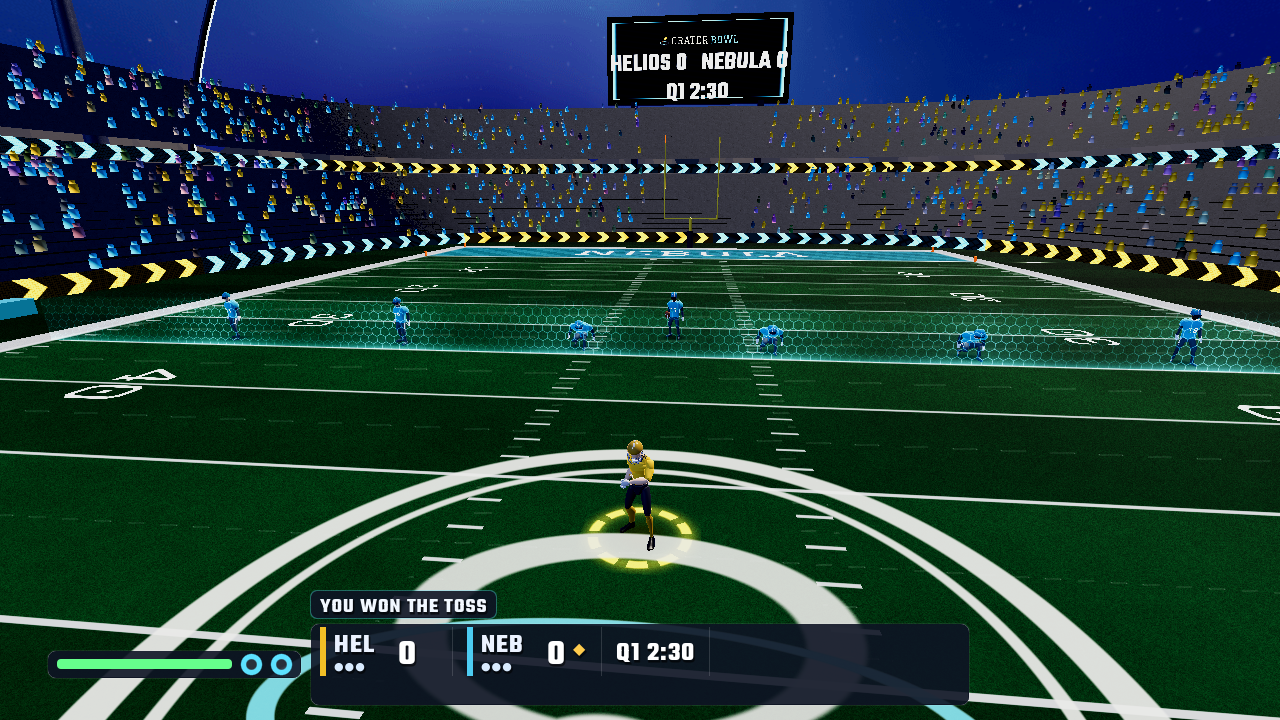 CRATER BOWL
HELIOS 0 NEBULA 0
Q1 2:30
NEBULA
YOU WON THE TOSS
HEL 0 NEB 0 Q1 2:30